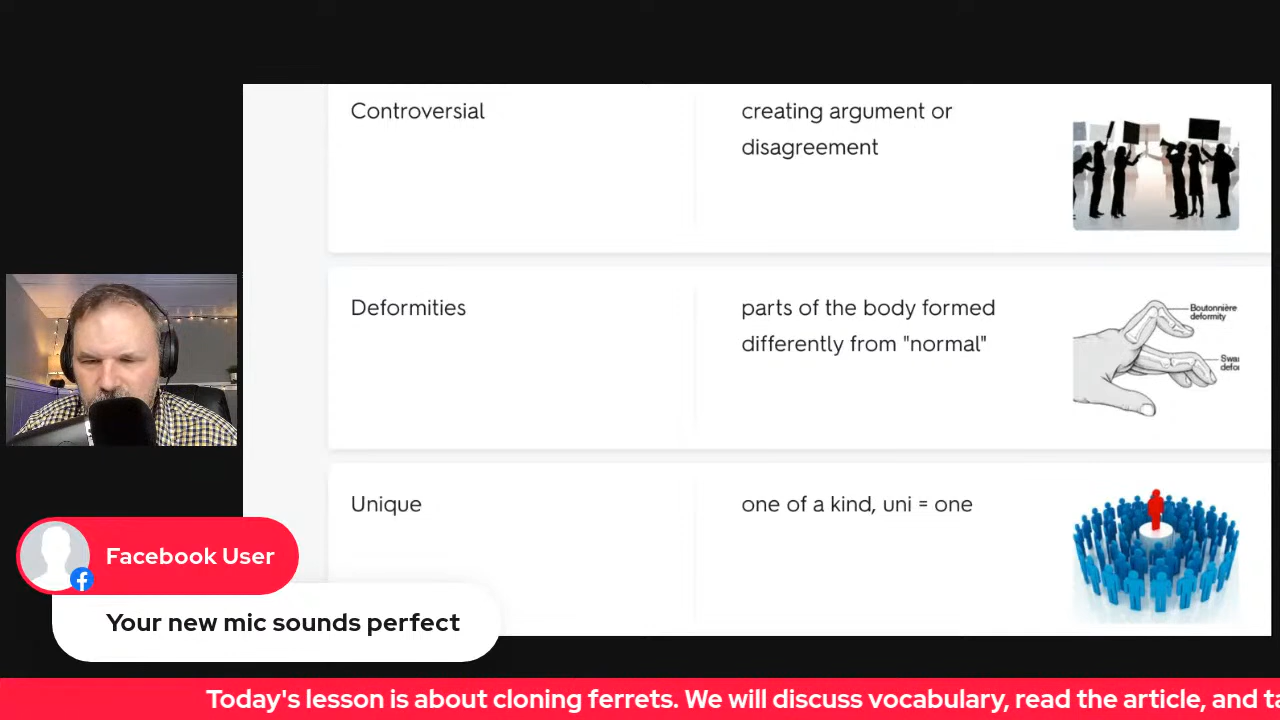 Controversial
creating argument or
disagreement
Deformities
parts of the body formed
differently from "normal"
Boutonnière
deformity
Unique
one of a kind, uni = one
Facebook User
Your new mic sounds perfect
Today's lesson is about cloning ferrets. We will discuss vocabulary, read the article, and